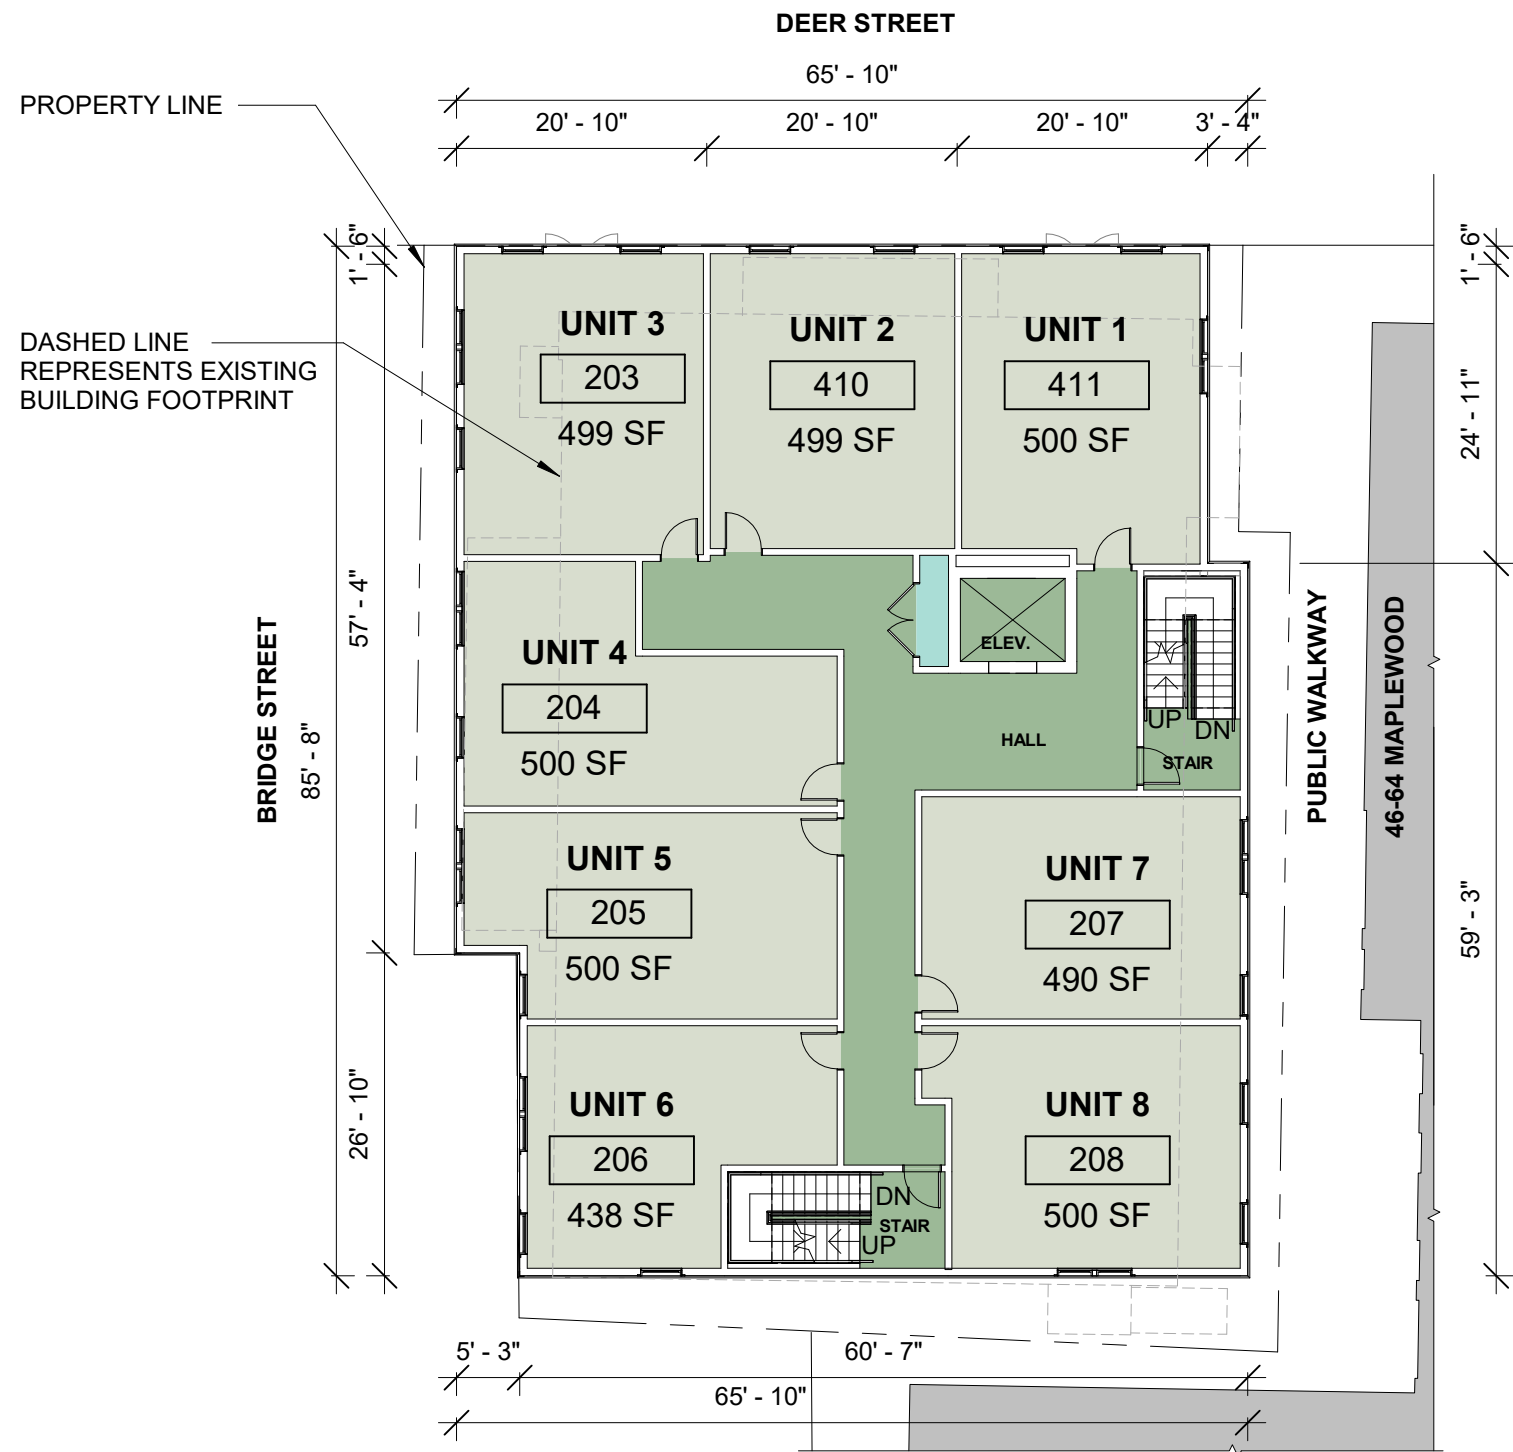 DEER STREET
65' - 10"
20' - 10"
20' - 10"
20' - 10"
3' - 4"
PROPERTY LINE
DASHED LINE
REPRESENTS EXISTING
BUILDING FOOTPRINT
1' - 6"
57' - 4"
26' - 10"
85' - 8"
BRIDGE STREET
UNIT 3
203
499 SF
UNIT 2
410
499 SF
UNIT 1
411
500 SF
UNIT 4
204
500 SF
ELEV.
HALL
UP
DN
STAIR
UNIT 5
205
500 SF
UNIT 7
207
490 SF
UNIT 6
206
438 SF
DN
STAIR
UP
UNIT 8
208
500 SF
PUBLIC WALKWAY
46-64 MAPLEWOOD
1' - 6"
24' - 11"
59' - 3"
5' - 3"
60' - 7"
65' - 10"